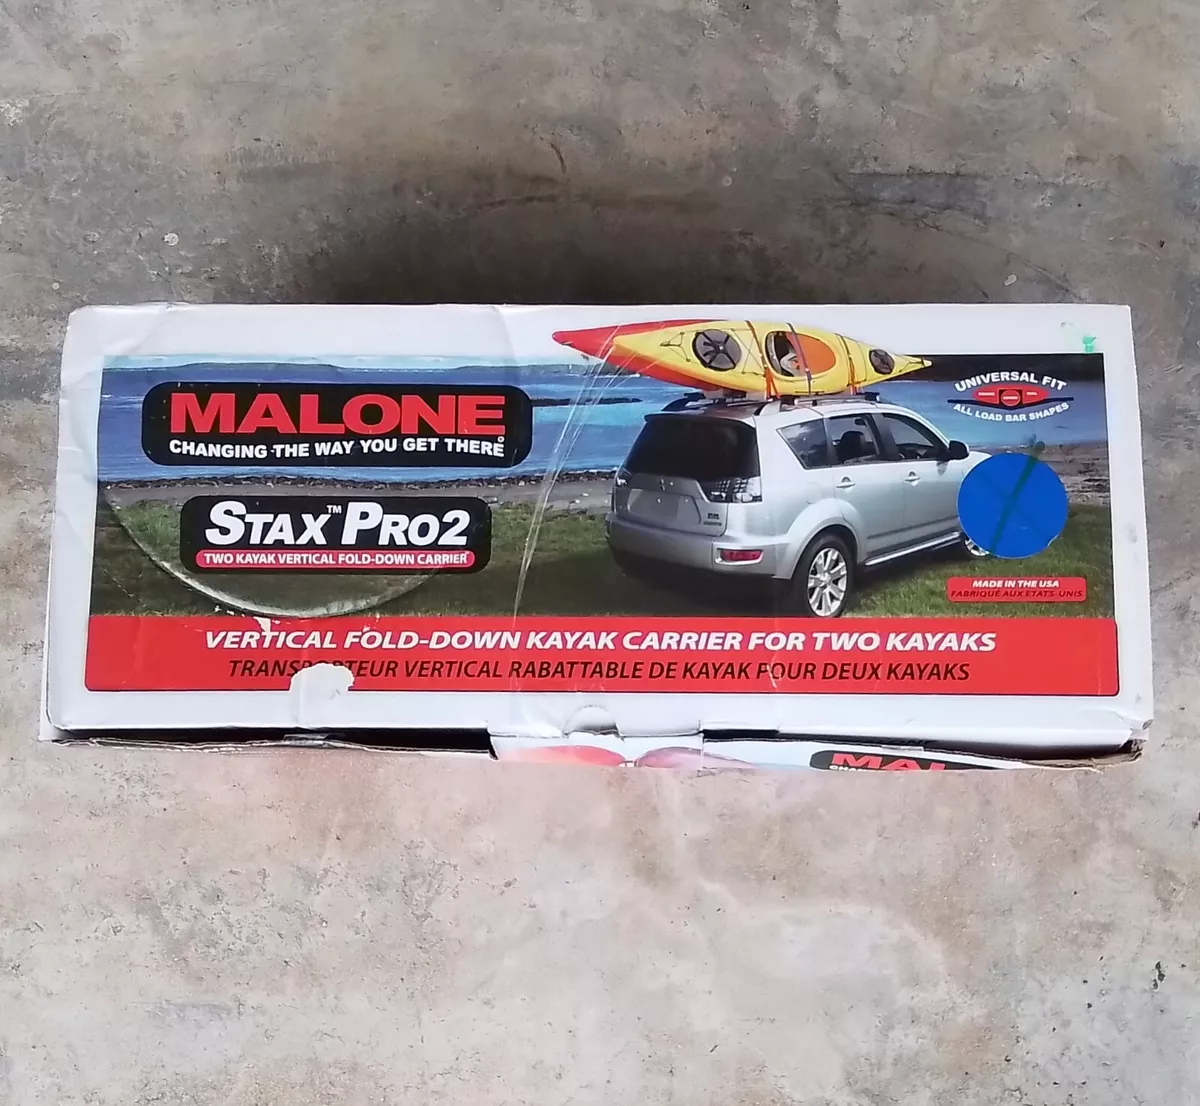 MALONE
CHANGING THE WAY YOU GET THERE
STAX™ PRO2
TWO KAYAK VERTICAL FOLD-DOWN CARRIER
UNIVERSAL FIT
ALL LOAD BAR SHAPES
MADE IN THE USA
FABRIQUÉ AUX ETATS-UNIS
VERTICAL FOLD-DOWN KAYAK CARRIER FOR TWO KAYAKS
TRANSPORTEUR VERTICAL RABATTABLE DE KAYAK POUR DEUX KAYAKS